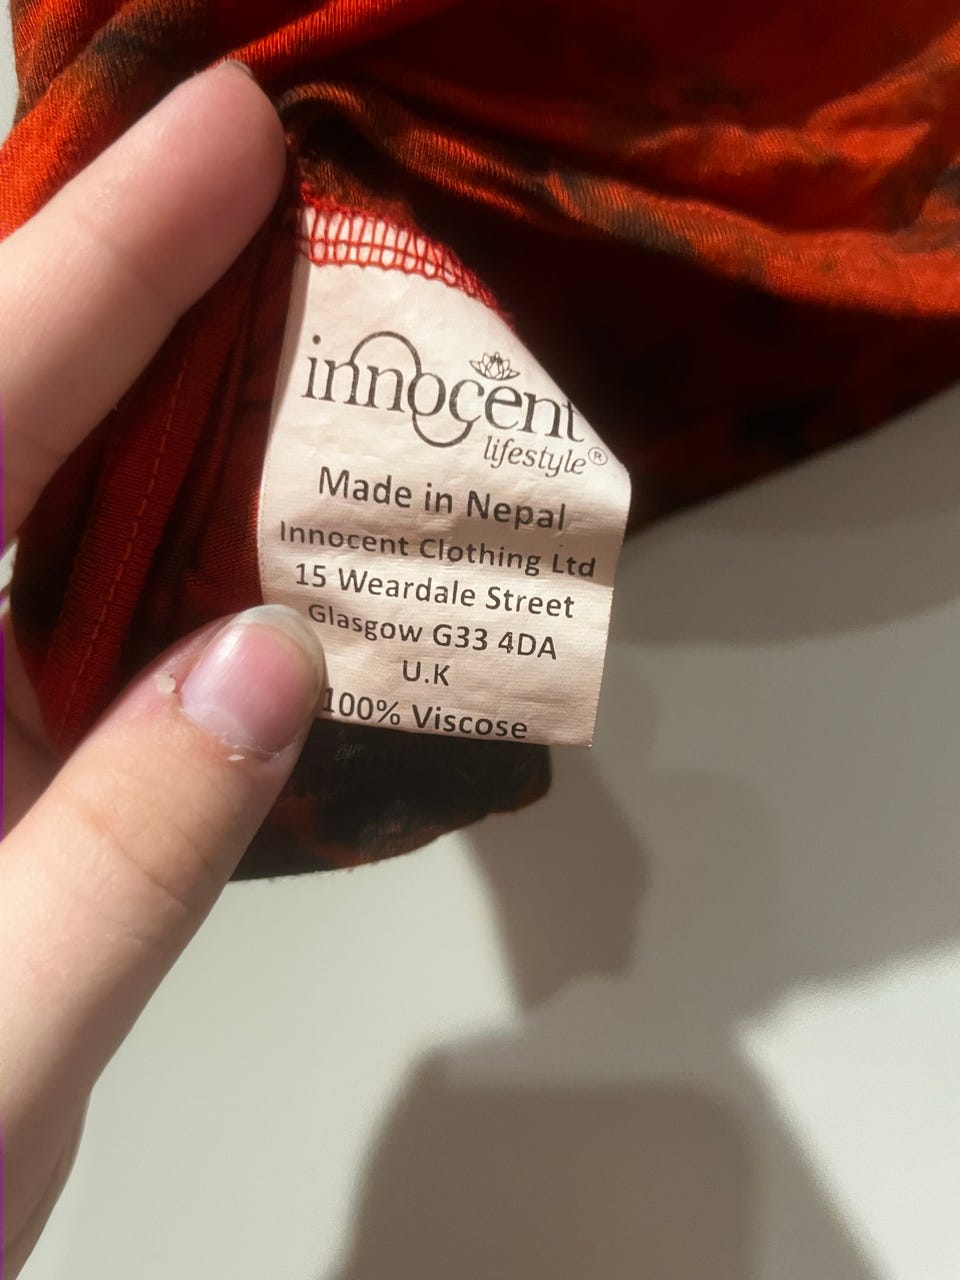 innocent
lifestyle®
Made in Nepal
Innocent Clothing Ltd
15 Weardale Street
Glasgow G33 4DA
U.K
100% Viscose